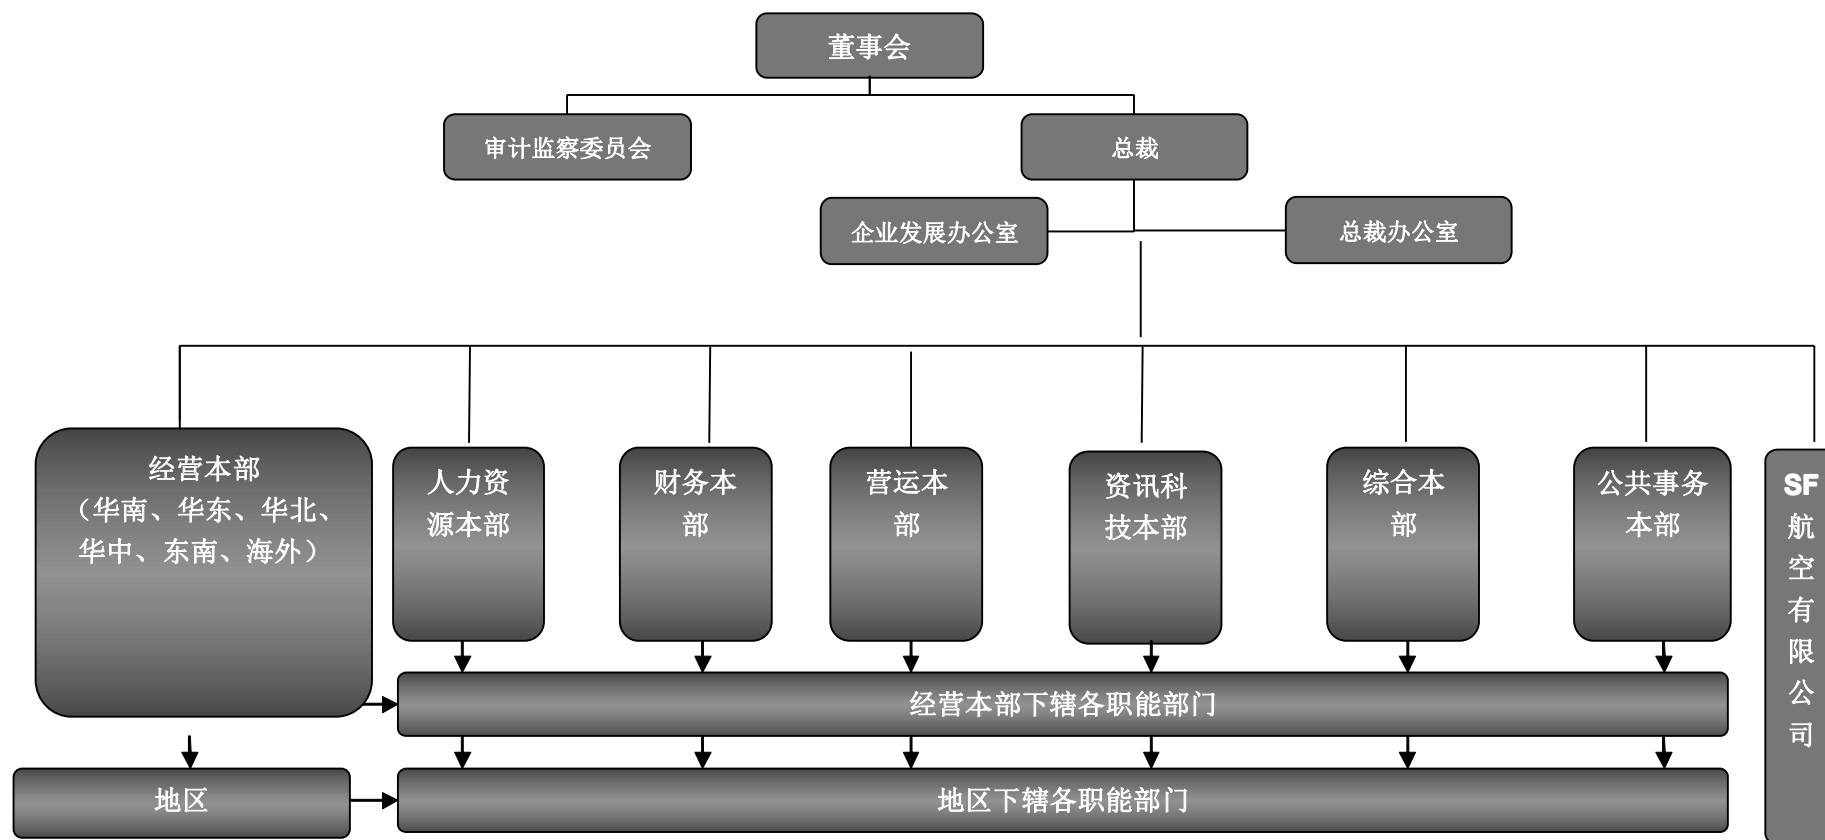 董事会
审计监察委员会
总裁
企业发展办公室
总裁办公室
经营本部
（华南、华东、华北、
华中、东南、海外）
人力资
源本部
财务本
部
营运本
部
资讯科
技本部
综合本
部
公共事务
本部
SF
航
空
有
限
公
司
经营本部下辖各职能部门
地区
地区下辖各职能部门